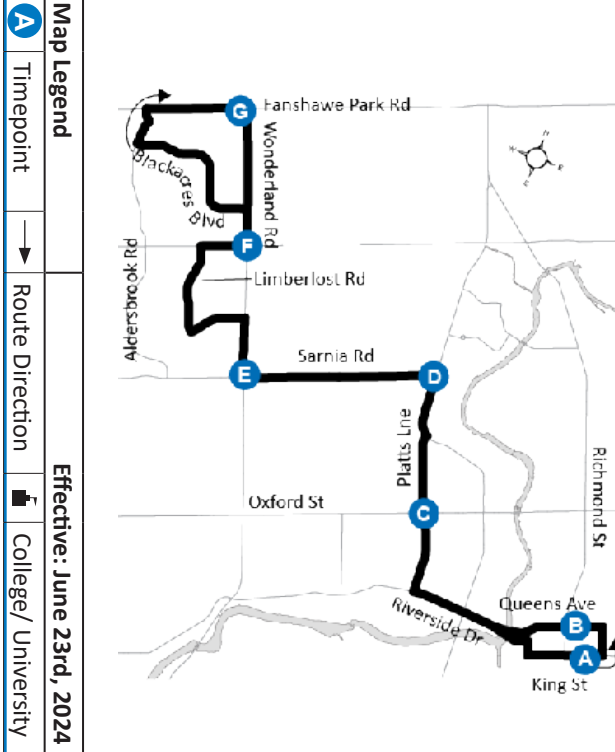 Map Legend
Effective: June 23rd, 2024
A
Timepoint
Route Direction
College/ University
G
Fanshawe Park Rd
Blackacres Blvd
Wonderland Rd
F
Limberlost Rd
Aldersbrook Rd
E
Sarnia Rd
D
Platts Lne
Richmond St
Oxford St
C
Riverside Dr
Queens Ave
B
A
King St